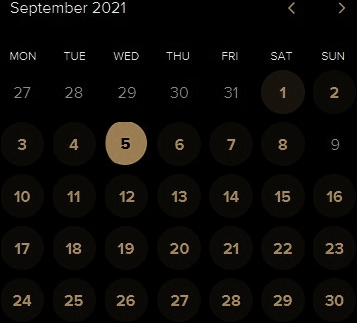 September 2021
MON TUE WED THU FRI SAT SUN
27 28 29 30 31 1 2
3 4 5 6 7 8 9
10 11 12 13 14 15 16
17 18 19 20 21 22 23
24 25 26 27 28 29 30